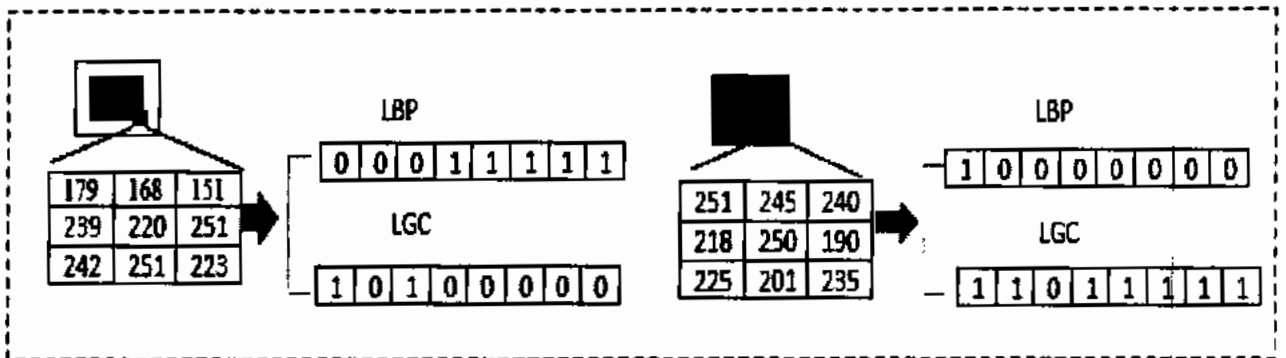 LBP LBP
0 0 0 1 1 1 1 1 1 0 0 0 0 0 0 0
179 168 151 251 245 240
239 220 251 LGC 218 250 190 LGC
242 251 223 1 0 1 0 0 0 0 0 225 201 235 1 1 0 1 1 1 1 1